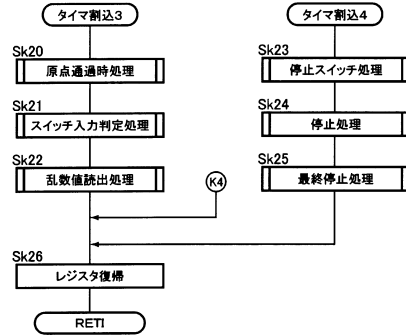 タイマ割込3
Sk20
原点通過時処理
Sk21
スイッチ入力判定処理
Sk22
乱数値読出処理
K4
Sk26
レジスタ復帰
RETI
タイマ割込4
Sk23
停止スイッチ処理
Sk24
停止処理
Sk25
最終停止処理